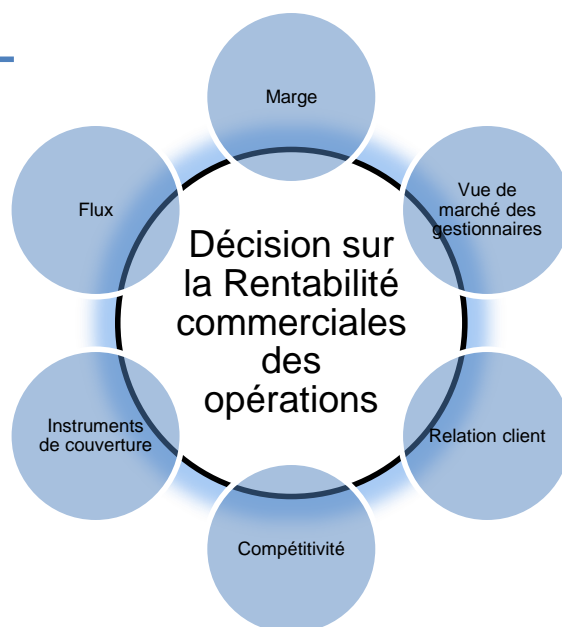 Marge
Vue de
marché des
gestionnaires
Flux
Décision sur
la Rentabilité
commerciales
des
opérations
Instruments
de couverture
Relation client
Compétitivité